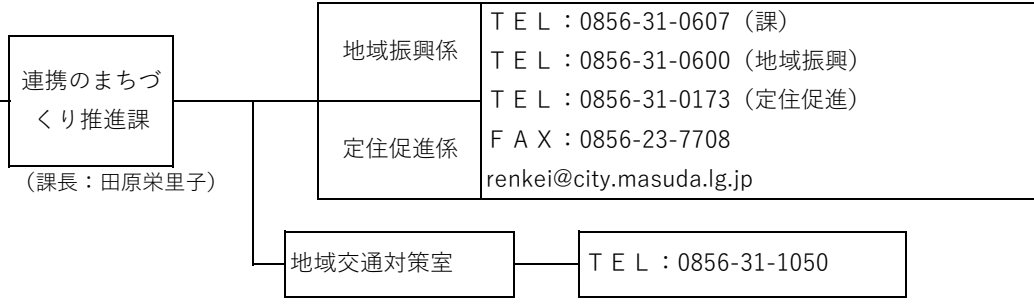 連携のまちづ
くり推進課
（課長：田原栄里子）
地域振興係
定住促進係
ＴＥＬ：0856-31-0607（課）
ＴＥＬ：0856-31-0600（地域振興）
ＴＥＬ：0856-31-0173（定住促進）
ＦＡＸ：0856-23-7708
renkei@city.masuda.lg.jp
地域交通対策室
ＴＥＬ：0856-31-1050